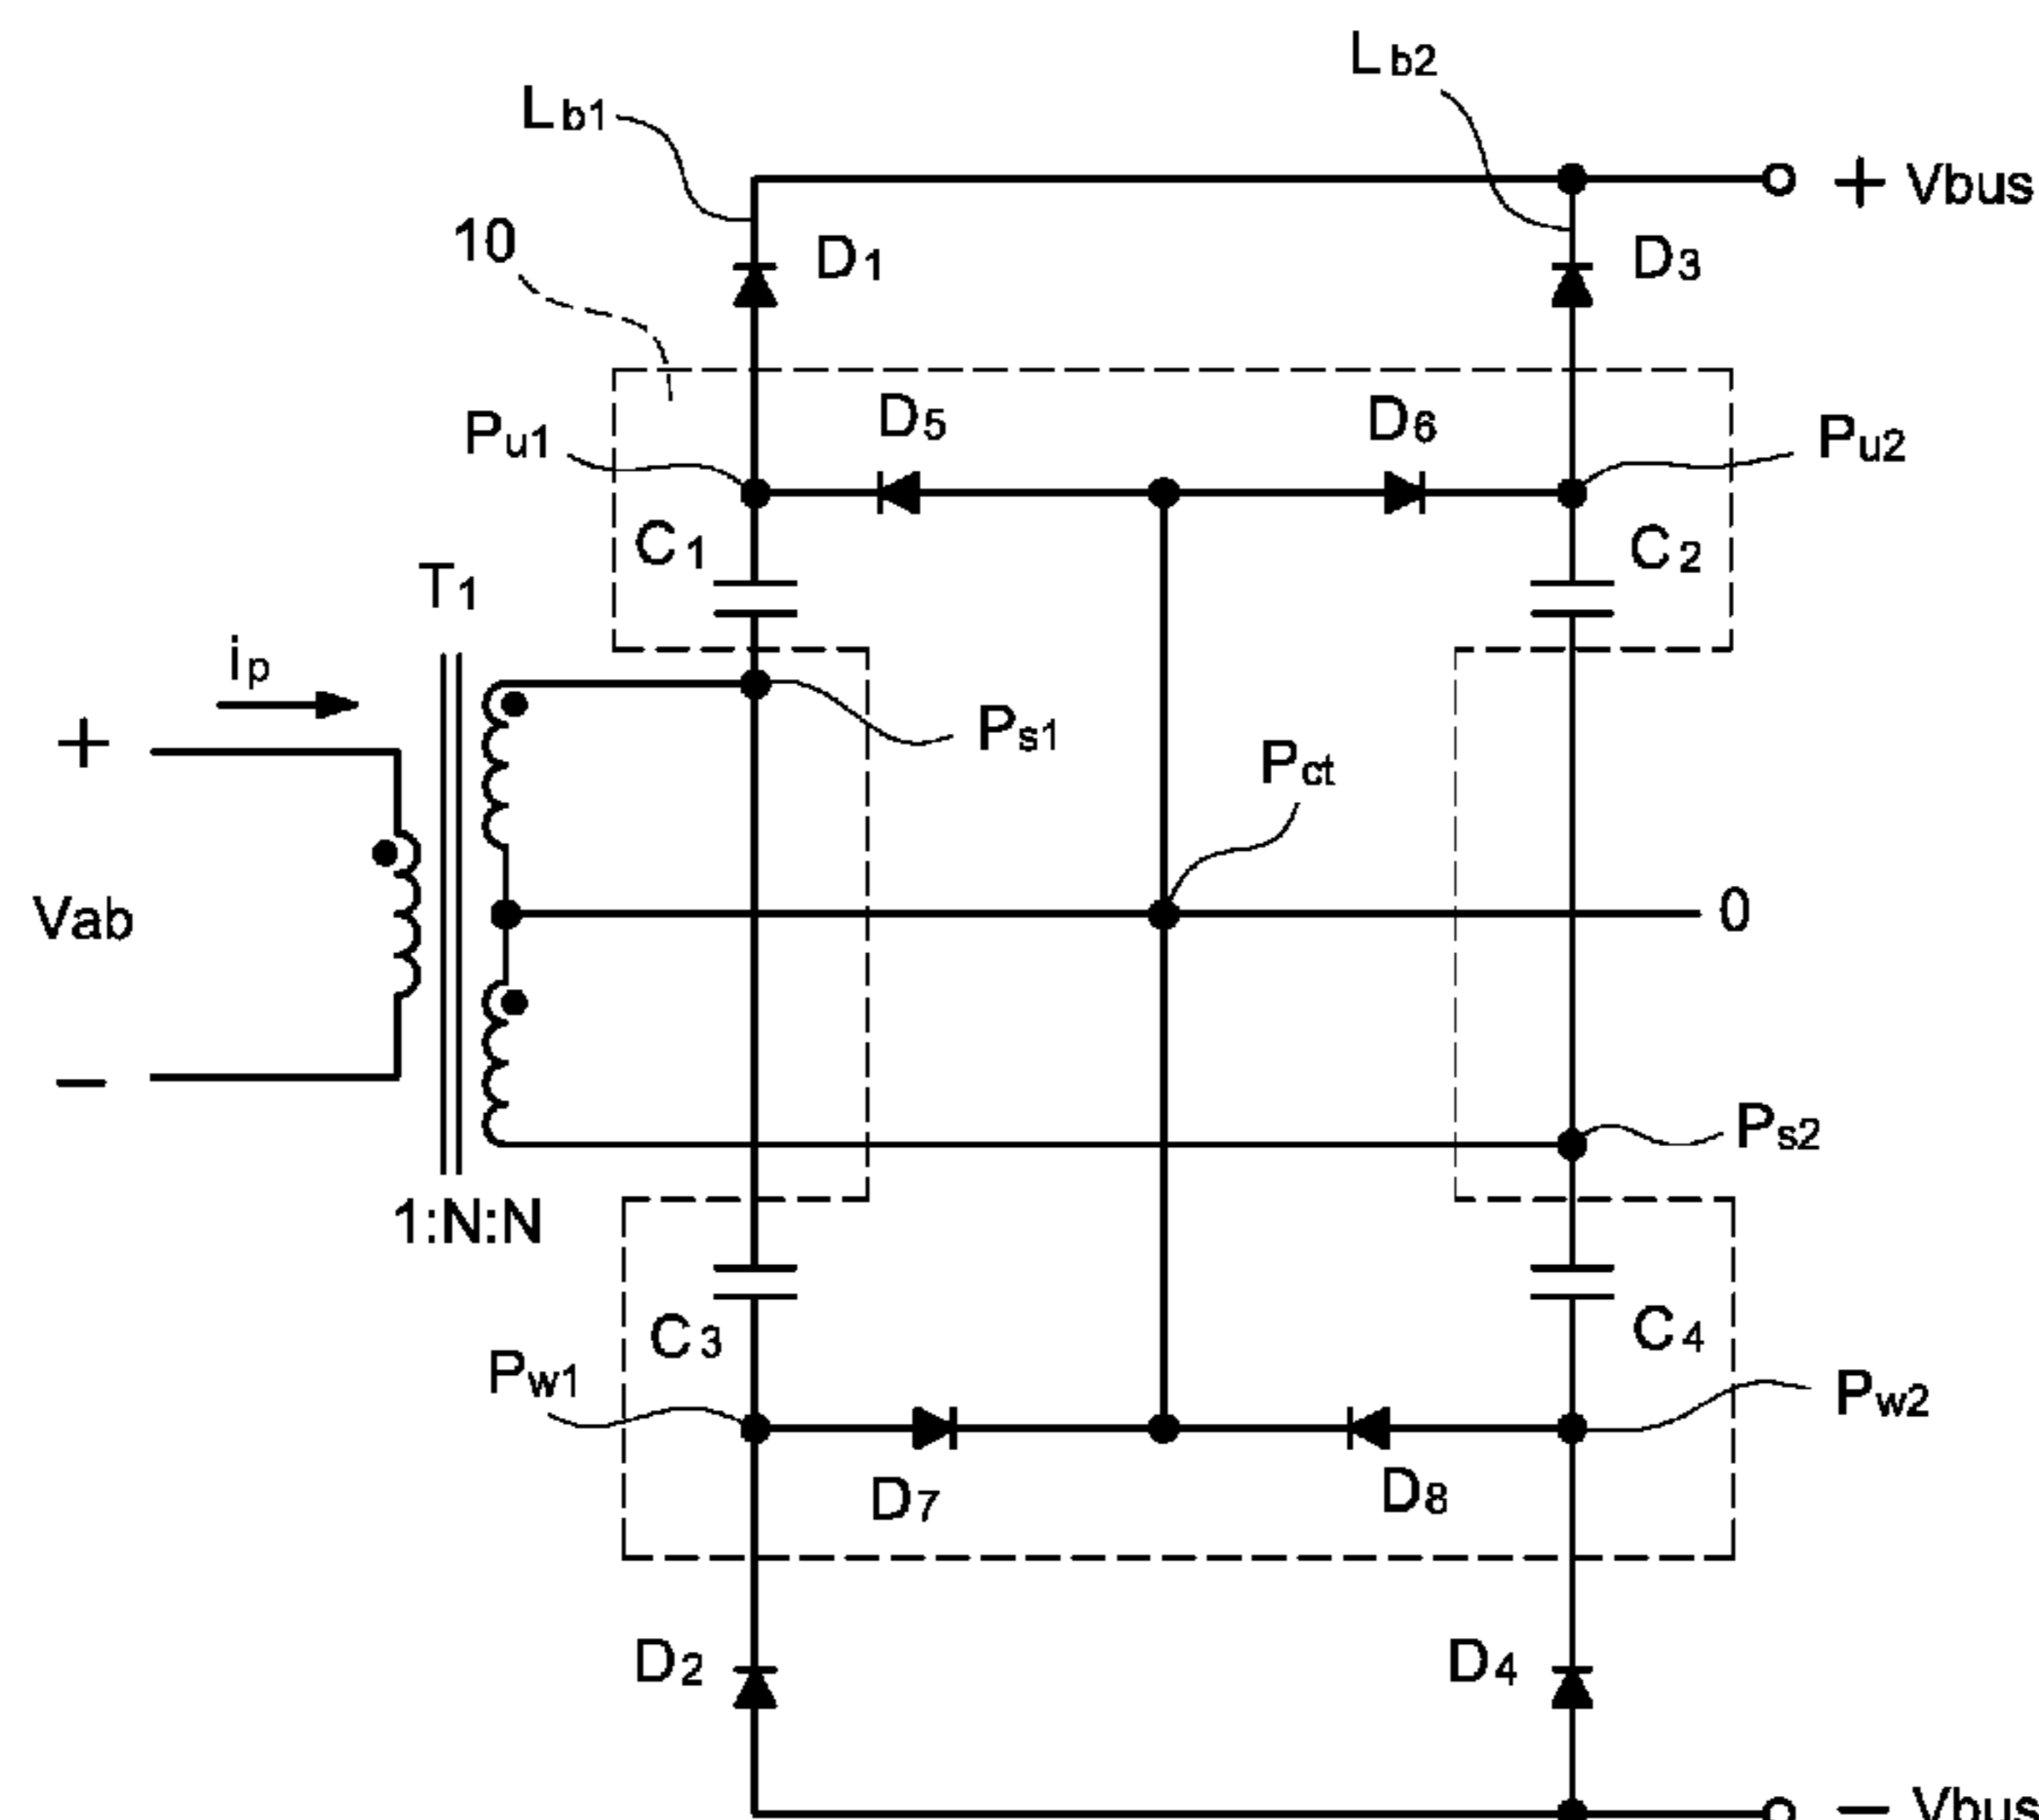 Lb2
Lb1
+ Vbus
10
D1
D3
Pu1
D5
D6
Pu2
C1
C2
T1
ip
+
Ps1
Pct
Vab
0
−
Ps2
1:N:N
C3
C4
Pw1
Pw2
D7
D8
D2
D4
− Vbus